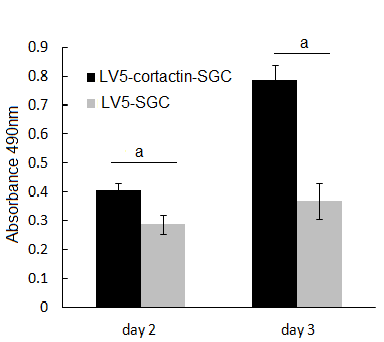 0.9
0.8
0.7
0.6
0.5
0.4
0.3
0.2
0.1
0
Absorbance 490nm
LV5-cortactin-SGC
LV5-SGC
a
a
day 2
day 3